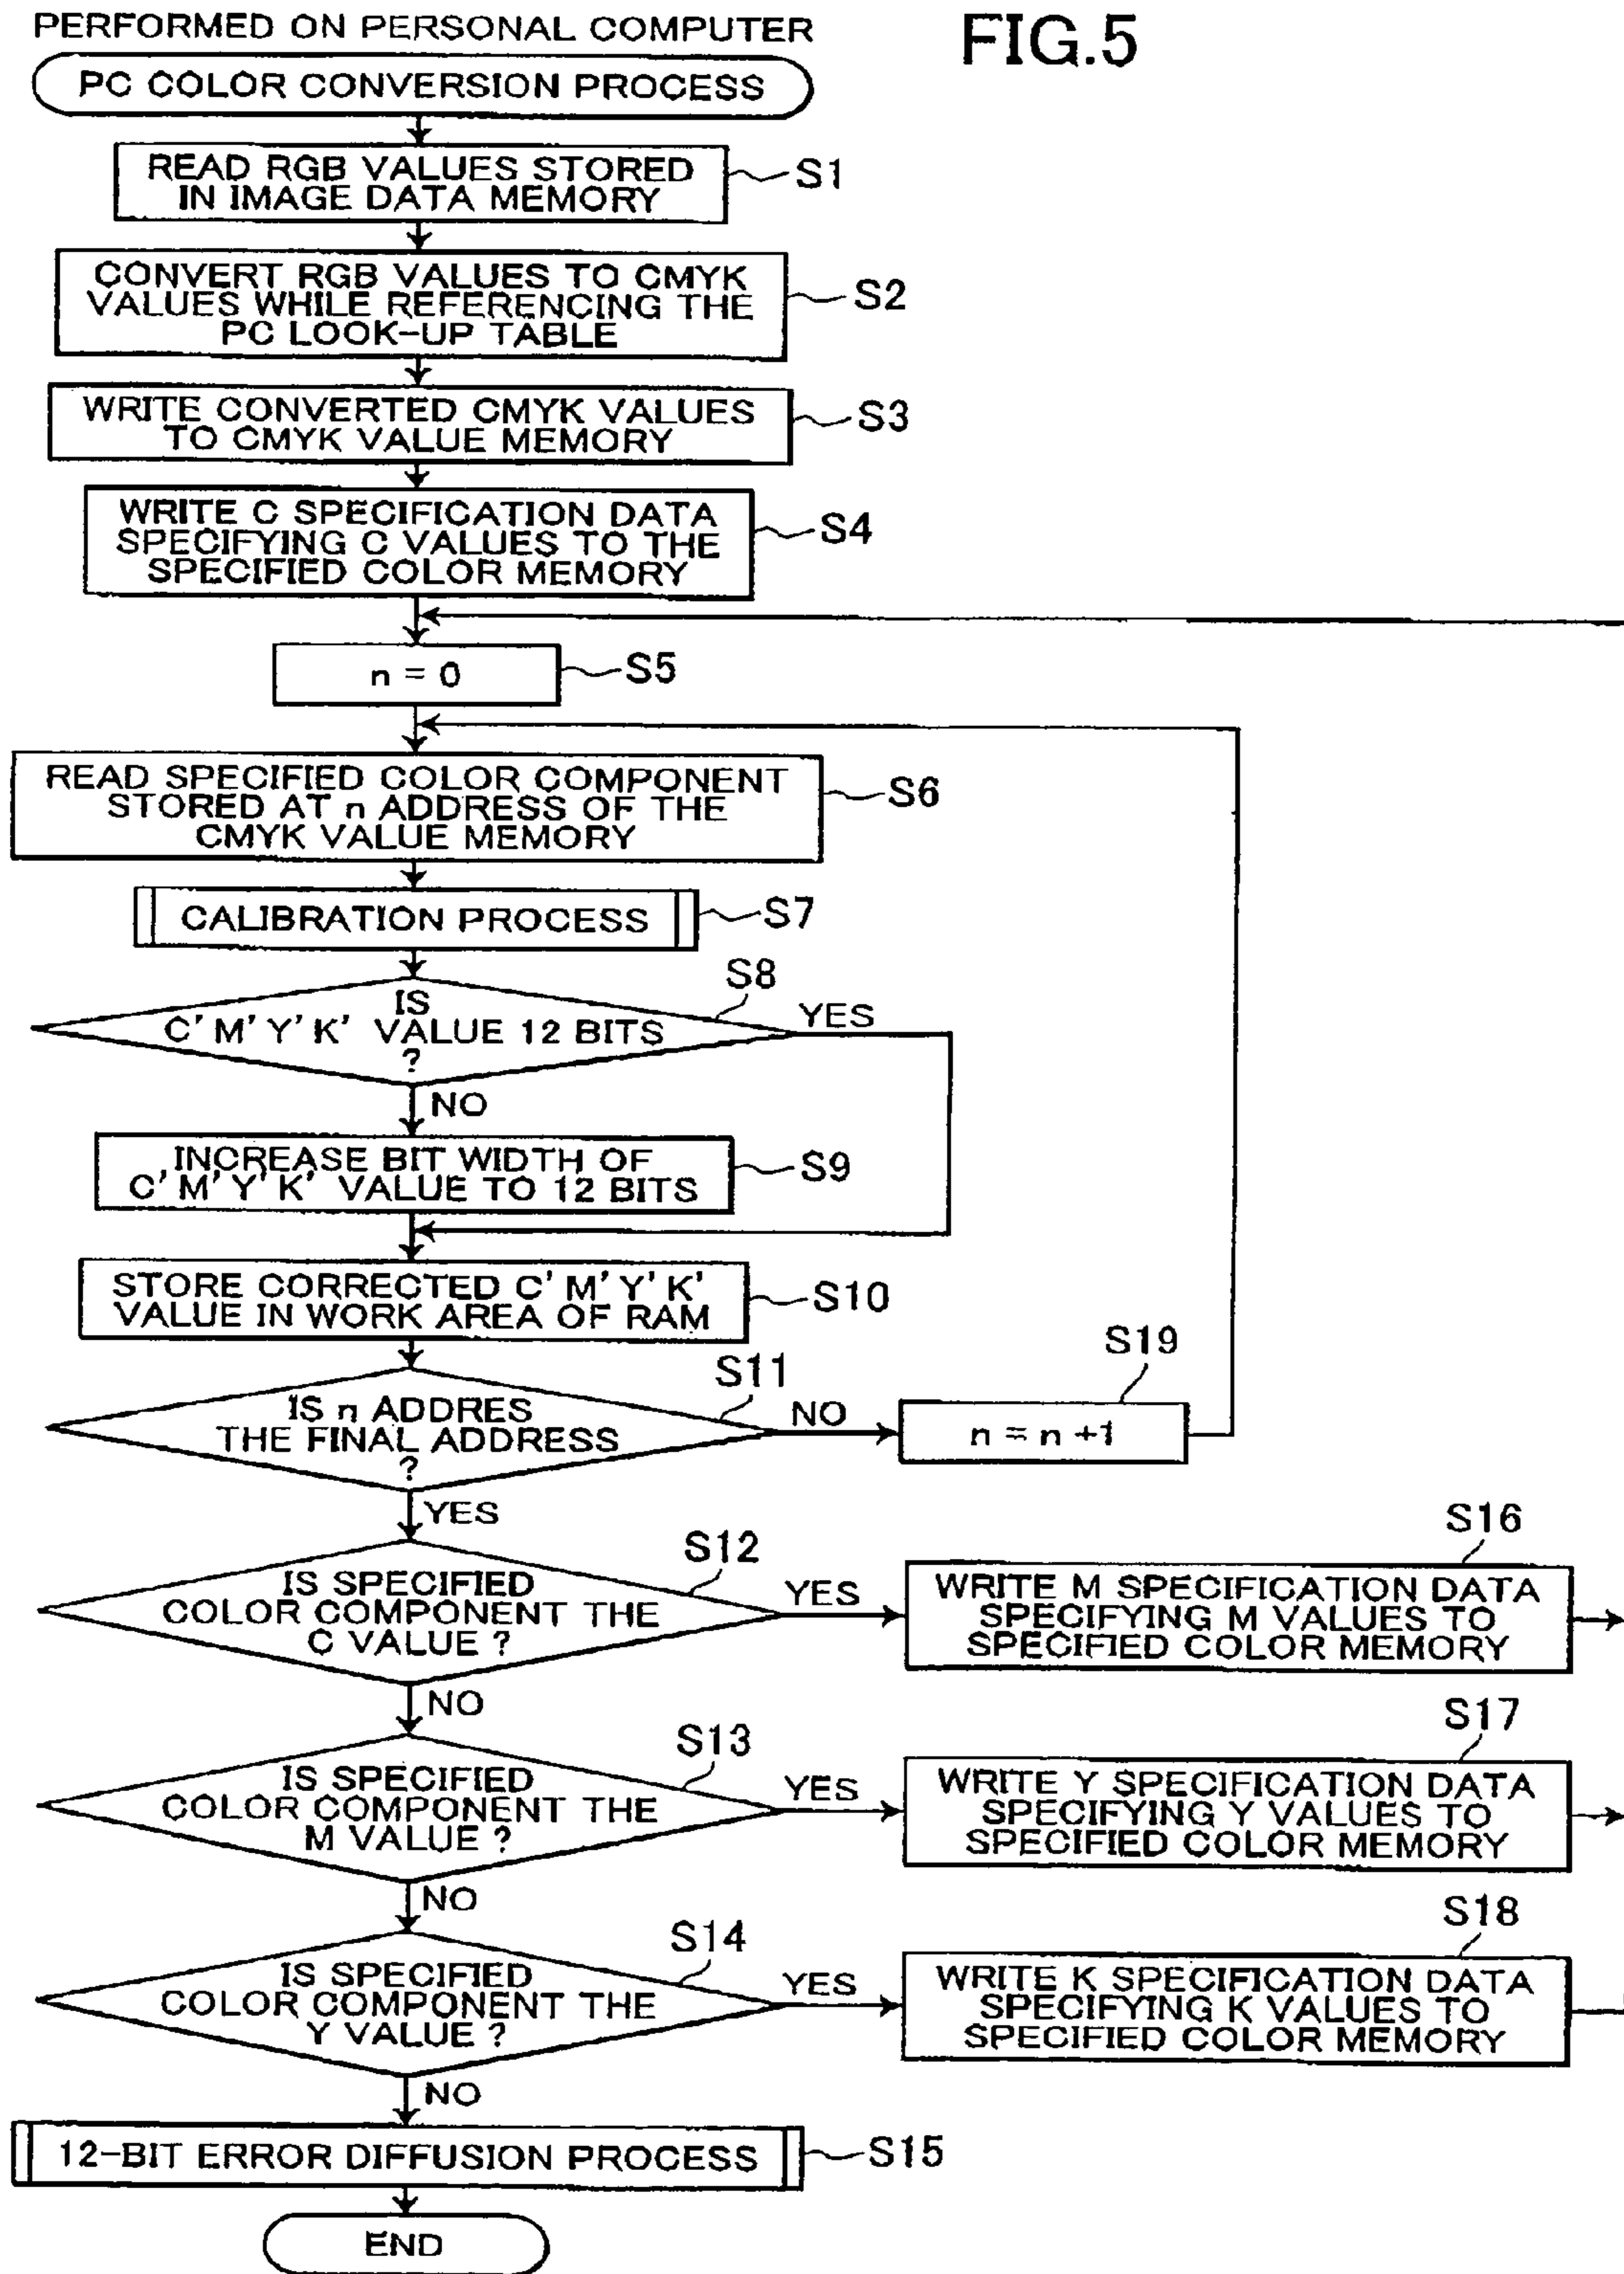 PERFORMED ON PERSONAL COMPUTER
FIG.5
PC COLOR CONVERSION PROCESS
READ RGB VALUES STORED
IN IMAGE DATA MEMORY
S1
CONVERT RGB VALUES TO CMYK
VALUES WHILE REFERENCING THE
PC LOOK-UP TABLE
S2
WRITE CONVERTED CMYK VALUES
TO CMYK VALUE MEMORY
S3
WRITE C SPECIFICATION DATA
SPECIFYING C VALUES TO THE
SPECIFIED COLOR MEMORY
S4
n = 0
S5
READ SPECIFIED COLOR COMPONENT
STORED AT n ADDRESS OF THE
CMYK VALUE MEMORY
S6
CALIBRATION PROCESS
S7
IS
C' M' Y' K' VALUE 12 BITS
?
S8
YES
NO
INCREASE BIT WIDTH OF
C' M' Y' K' VALUE TO 12 BITS
S9
STORE CORRECTED C' M' Y' K'
VALUE IN WORK AREA OF RAM
S10
IS n ADDRES
THE FINAL ADDRESS
?
S11
NO
n = n +1
S19
YES
IS SPECIFIED
COLOR COMPONENT THE
C VALUE ?
S12
YES
WRITE M SPECIFICATION DATA
SPECIFYING M VALUES TO
SPECIFIED COLOR MEMORY
S16
NO
IS SPECIFIED
COLOR COMPONENT THE
M VALUE ?
S13
YES
WRITE Y SPECIFICATION DATA
SPECIFYING Y VALUES TO
SPECIFIED COLOR MEMORY
S17
NO
IS SPECIFIED
COLOR COMPONENT THE
Y VALUE ?
S14
YES
WRITE K SPECIFICATION DATA
SPECIFYING K VALUES TO
SPECIFIED COLOR MEMORY
S18
NO
12-BIT ERROR DIFFUSION PROCESS
S15
END